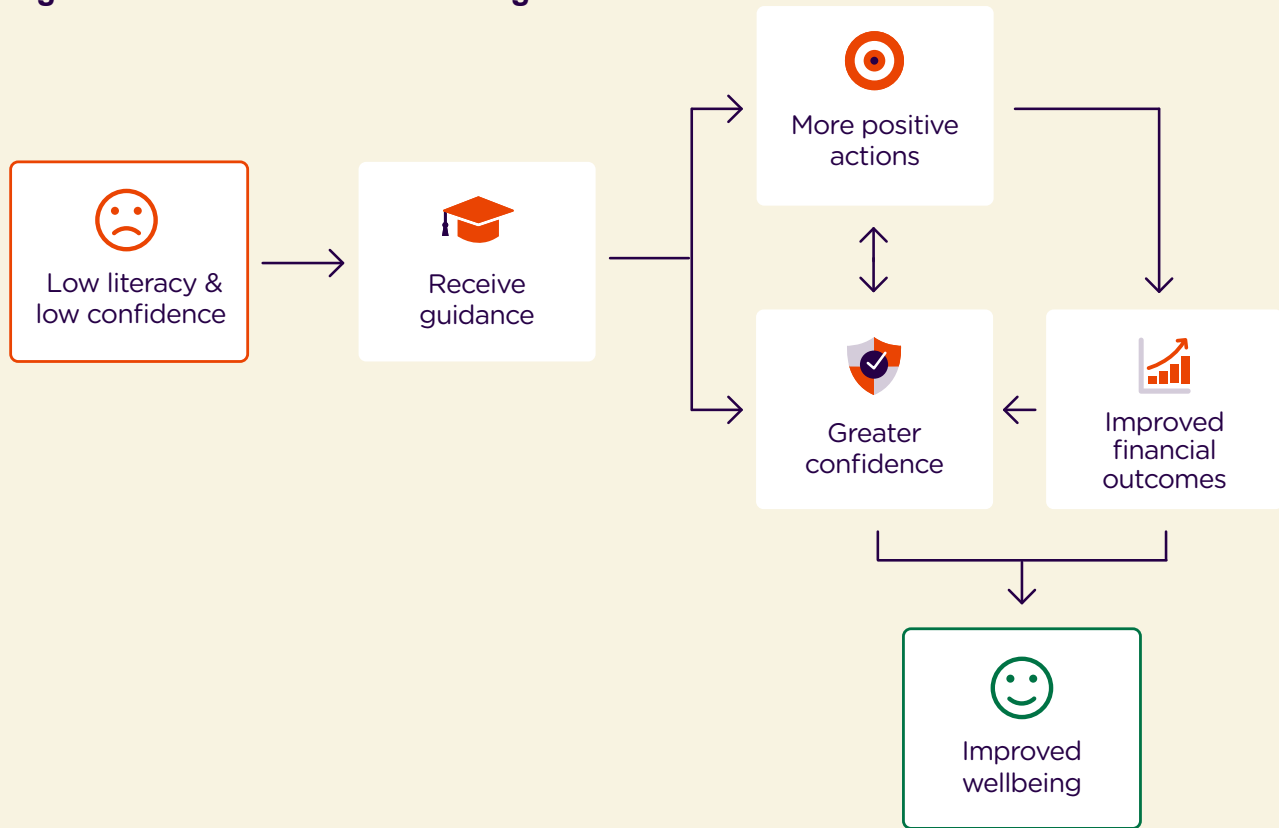 More positive
actions
Low literacy &
low confidence
Receive
guidance
Greater
confidence
Improved
financial
outcomes
Improved
wellbeing